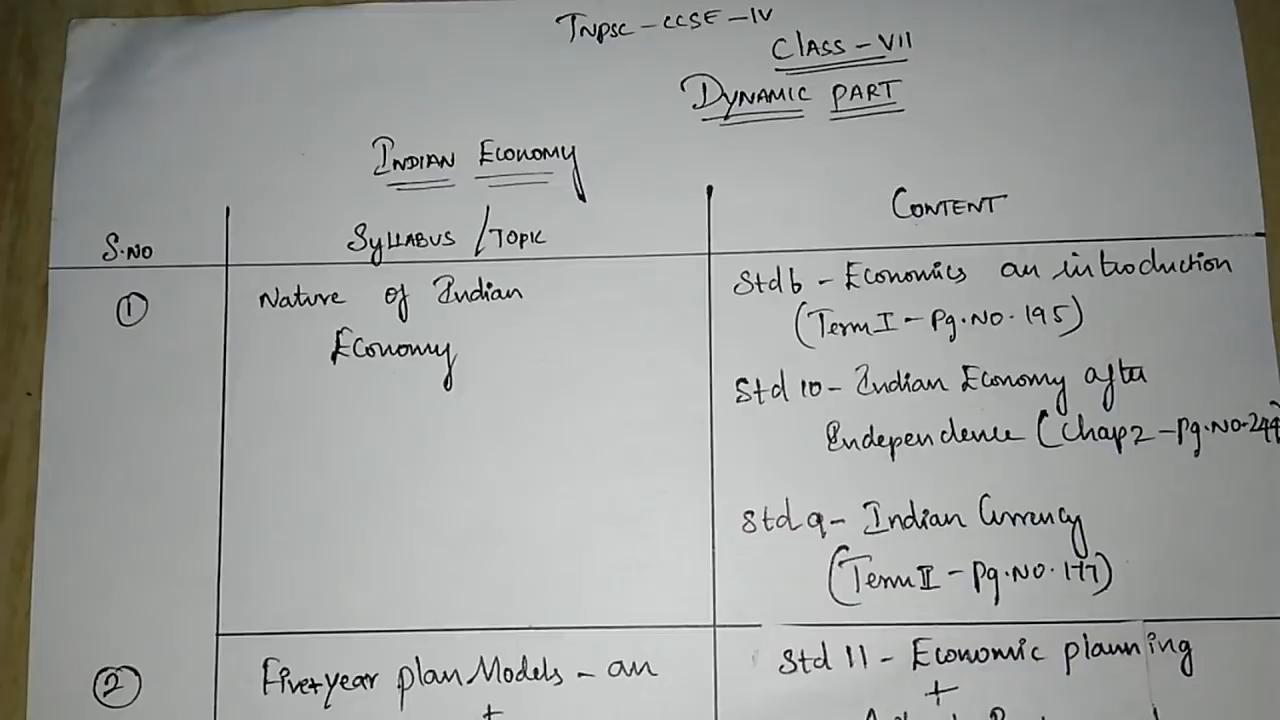 TNPSC - CCSE - IV
CLASS - VII
DYNAMIC PART
INDIAN ECONOMY
S.NO
SYLLABUS / TOPIC
CONTENT
①
Nature of Indian
Economy
Std 6 - Economics an introduction
(Term I - Pg.No. 195)
Std 10 - Indian Economy after
Independence (Chap 2 - Pg.No.
Std 9 - Indian Currency
(Term II - Pg.No. 177)
②
Five year plan Models - an
+
Std 11 - Economic planning
+